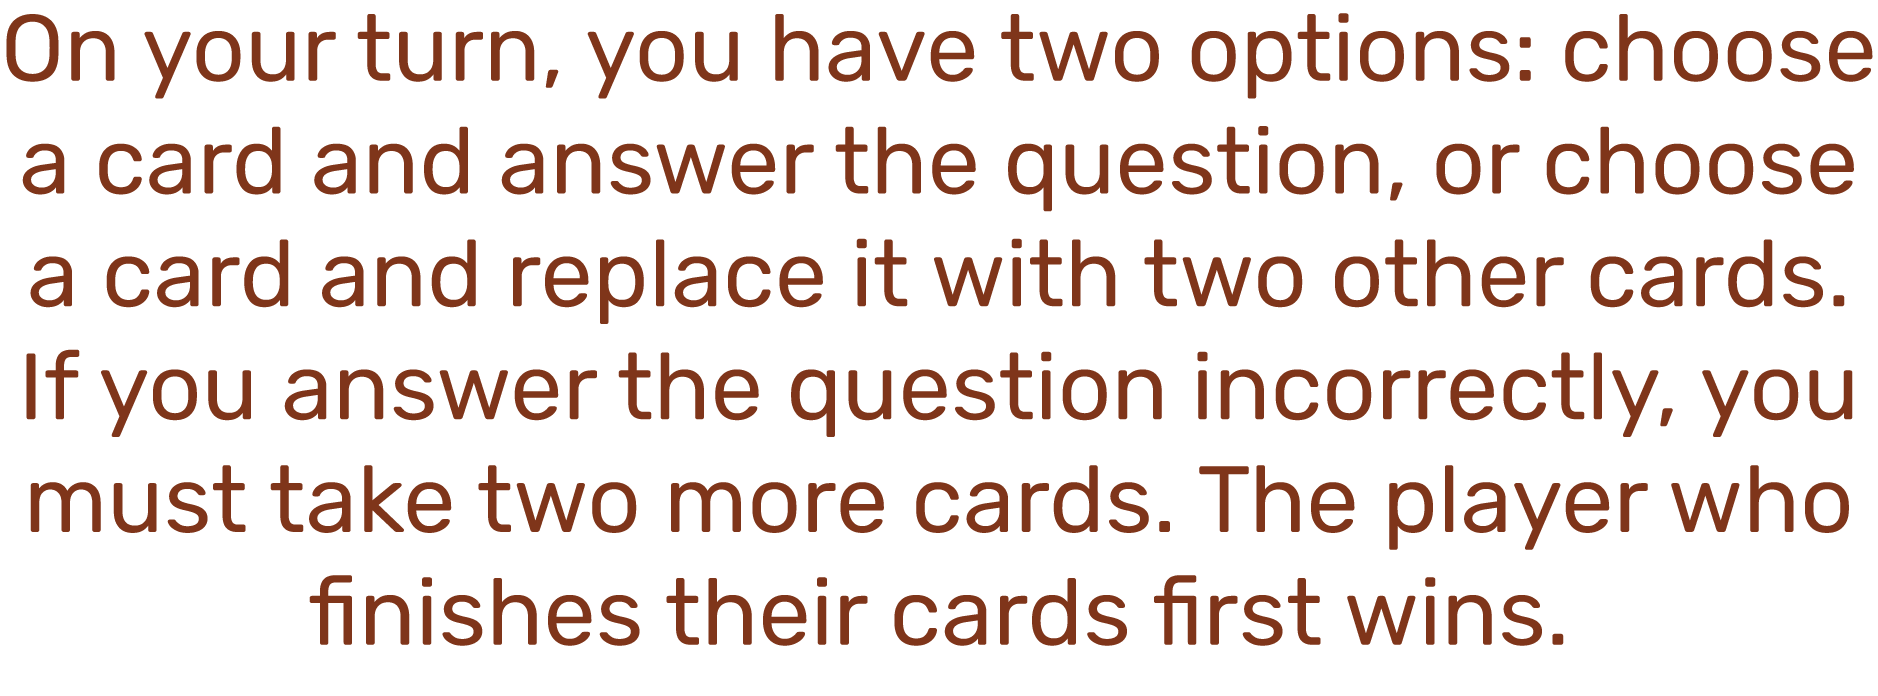 On your turn, you have two options: choose
a card and answer the question, or choose
a card and replace it with two other cards.
If you answer the question incorrectly, you
must take two more cards. The player who
finishes their cards first wins.